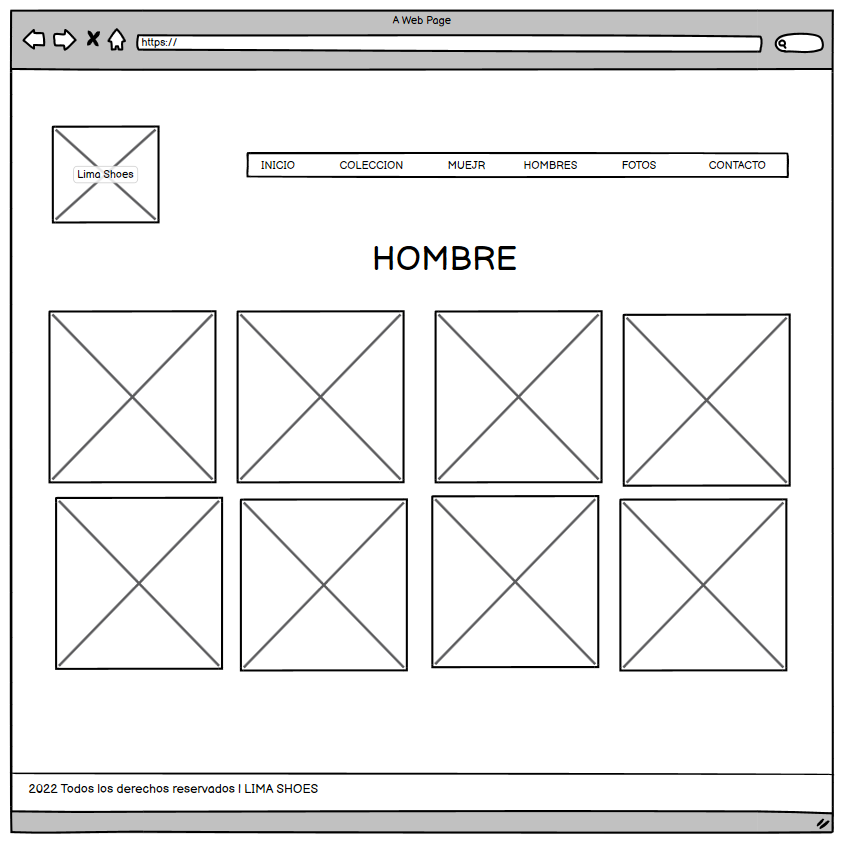 A Web Page
https://
Lima Shoes
INICIO COLECCION MUEJR HOMBRES FOTOS CONTACTO
HOMBRE
2022 Todos los derechos reservados | LIMA SHOES